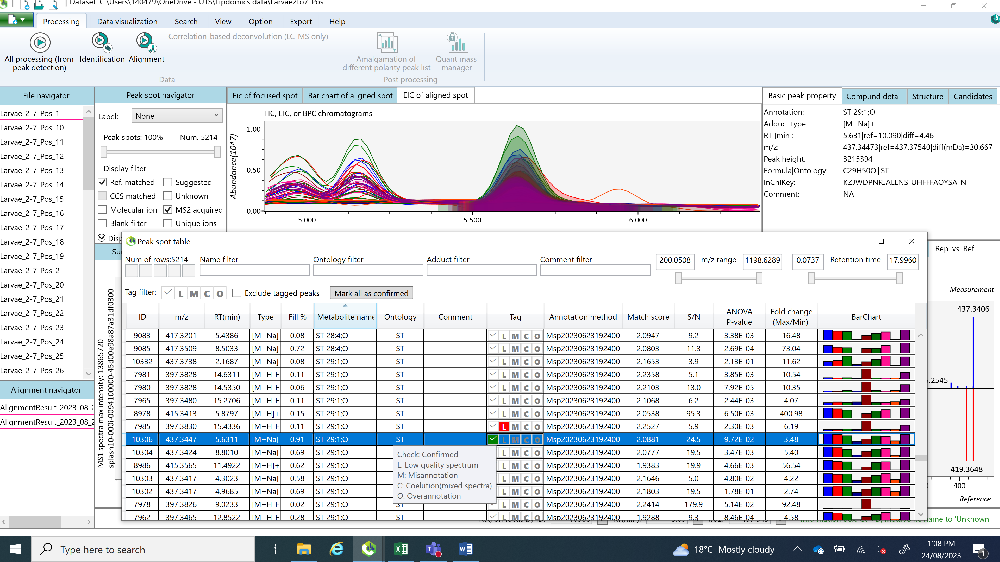 Dataset: C:\Users\140479\OneDrive - UTS\Lipdomics data\Larvae2to7_Pos
Processing Data visualization Search View Option Export Help
Correlation-based deconvolution (LC-MS only)
All processing (from peak detection)
Identification Alignment
Data
Amalgamation of different polarity peak list
Quant mass manager
Post processing
File navigator
Larvae_2-7_Pos_1
Larvae_2-7_Pos_10
Larvae_2-7_Pos_11
Larvae_2-7_Pos_12
Larvae_2-7_Pos_13
Larvae_2-7_Pos_14
Larvae_2-7_Pos_15
Larvae_2-7_Pos_16
Larvae_2-7_Pos_17
Larvae_2-7_Pos_18
Larvae_2-7_Pos_19
Larvae_2-7_Pos_2
Larvae_2-7_Pos_20
Larvae_2-7_Pos_21
Larvae_2-7_Pos_22
Larvae_2-7_Pos_23
Larvae_2-7_Pos_24
Larvae_2-7_Pos_25
Larvae_2-7_Pos_26
Alignment navigator
AlignmentResult_2023_08_2
AlignmentResult_2023_08_2
Peak spot navigator
Label: None
Peak spots: 100% Num. 5214
Display filter
Ref. matched Suggested
CCS matched Unknown
Molecular ion MS2 acquired
Blank filter Unique ions
Disp
Su
Eic of focused spot Bar chart of aligned spot EIC of aligned spot
TIC, EIC, or BPC chromatograms
Abundance(10^7)
1.00
0.50
0.00
5.000 5.500 6.000
Basic peak property Compund detail Structure Candidates
Annotation: ST 29:1;O
Adduct type: [M+Na]+
RT [min]: 5.631|ref=10.090|diff=4.46
m/z: 437.34473|ref=437.37540|diff(mDa)=30.667
Peak height: 3215394
Formula|Ontology: C29H50O|ST
InChIKey: KZJWDPNRJALLNS-UHFFFAOYSA-N
Comment: NA
MS1 spectra max intensity: 13865720
splash10-000i-0094100000-45d00e98a87a31df0300
Peak spot table
Num of rows:5214 Name filter Ontology filter Adduct filter Comment filter 200.0508 m/z range 1198.6289 0.0737 Retention time 17.9960
Tag filter: L M C O Exclude tagged peaks Mark all as confirmed
ID m/z RT(min) Type Fill % Metabolite name Ontology Comment Tag Annotation method Match score S/N ANOVA P-value Fold change (Max/Min) BarChart
9083 417.3201 5.4386 [M+Na] 0.08 ST 28:4;O ST L M C O Msp20230623192400 2.0947 9.2 3.38E-03 16.48
9085 417.3509 8.5033 [M+Na] 0.72 ST 28:4;O ST L M C O Msp20230623192400 2.0803 11.3 2.69E-04 73.04
10332 437.3738 2.1687 [M+Na] 0.08 ST 29:1;O ST L M C O Msp20230623192400 2.1653 3.9 2.13E-01 11.62
7981 397.3828 14.6311 [M+H-H 0.11 ST 29:1;O ST L M C O Msp20230623192400 2.2358 5.1 3.85E-03 10.54
7980 397.3828 14.5350 [M+H-H 0.06 ST 29:1;O ST L M C O Msp20230623192400 2.2103 13.0 7.92E-05 10.35
7965 397.3480 15.2706 [M+H-H 0.11 ST 29:1;O ST L M C O Msp20230623192400 2.1068 6.2 2.44E-03 4.07
8978 415.3413 5.8797 [M+H]+ 0.15 ST 29:1;O ST L M C O Msp20230623192400 2.0538 95.3 6.50E-03 400.98
7985 397.3830 15.4336 [M+H-H 0.11 ST 29:1;O ST L M C O Msp20230623192400 2.2527 5.9 2.30E-03 6.19
10306 437.3447 5.6311 [M+Na] 0.91 ST 29:1;O ST L M C O Msp20230623192400 2.0881 24.5 9.72E-02 3.48
10304 437.3424 8.8010 [M+Na] 0.69 ST 29:1;O L M C O Msp20230623192400 2.0777 19.5 3.47E-03 5.40
8986 415.3565 11.4922 [M+H]+ 0.62 ST 29:1;O L M C O Msp20230623192400 1.9383 19.9 4.66E-03 56.54
10303 437.3417 4.3023 [M+Na] 0.58 ST 29:1;O L M C O Msp20230623192400 2.1646 5.0 4.80E-02 4.22
10302 437.3417 4.9685 [M+Na] 0.69 ST 29:1;O L M C O Msp20230623192400 2.1803 19.5 1.78E-01 2.74
7978 397.3826 9.0233 [M+H-H 0.02 ST 29:1;O ST L M C O Msp20230623192400 2.2414 179.9 5.14E-02 92.48
7962 397.3465 12.8522 [M+H-H 0.28 ST 29:1;O ST L M C O Msp20230623192400 1.9288 9.3 8.46E-04 4.58
Check: Confirmed
L: Low quality spectrum
M: Misannotation
C: Coelution(mixed spectra)
O: Overannotation
Rep. vs. Ref.
Measurement
437.3406
5.2545
419.3648
400
Reference
Region focus by ID: 10306 RT(min): 5.63 m/z: 437.345 Information box: Ctrl+D, metabolite name to 'Unknown'
Type here to search
18°C Mostly cloudy
1:08 PM
24/08/2023
1